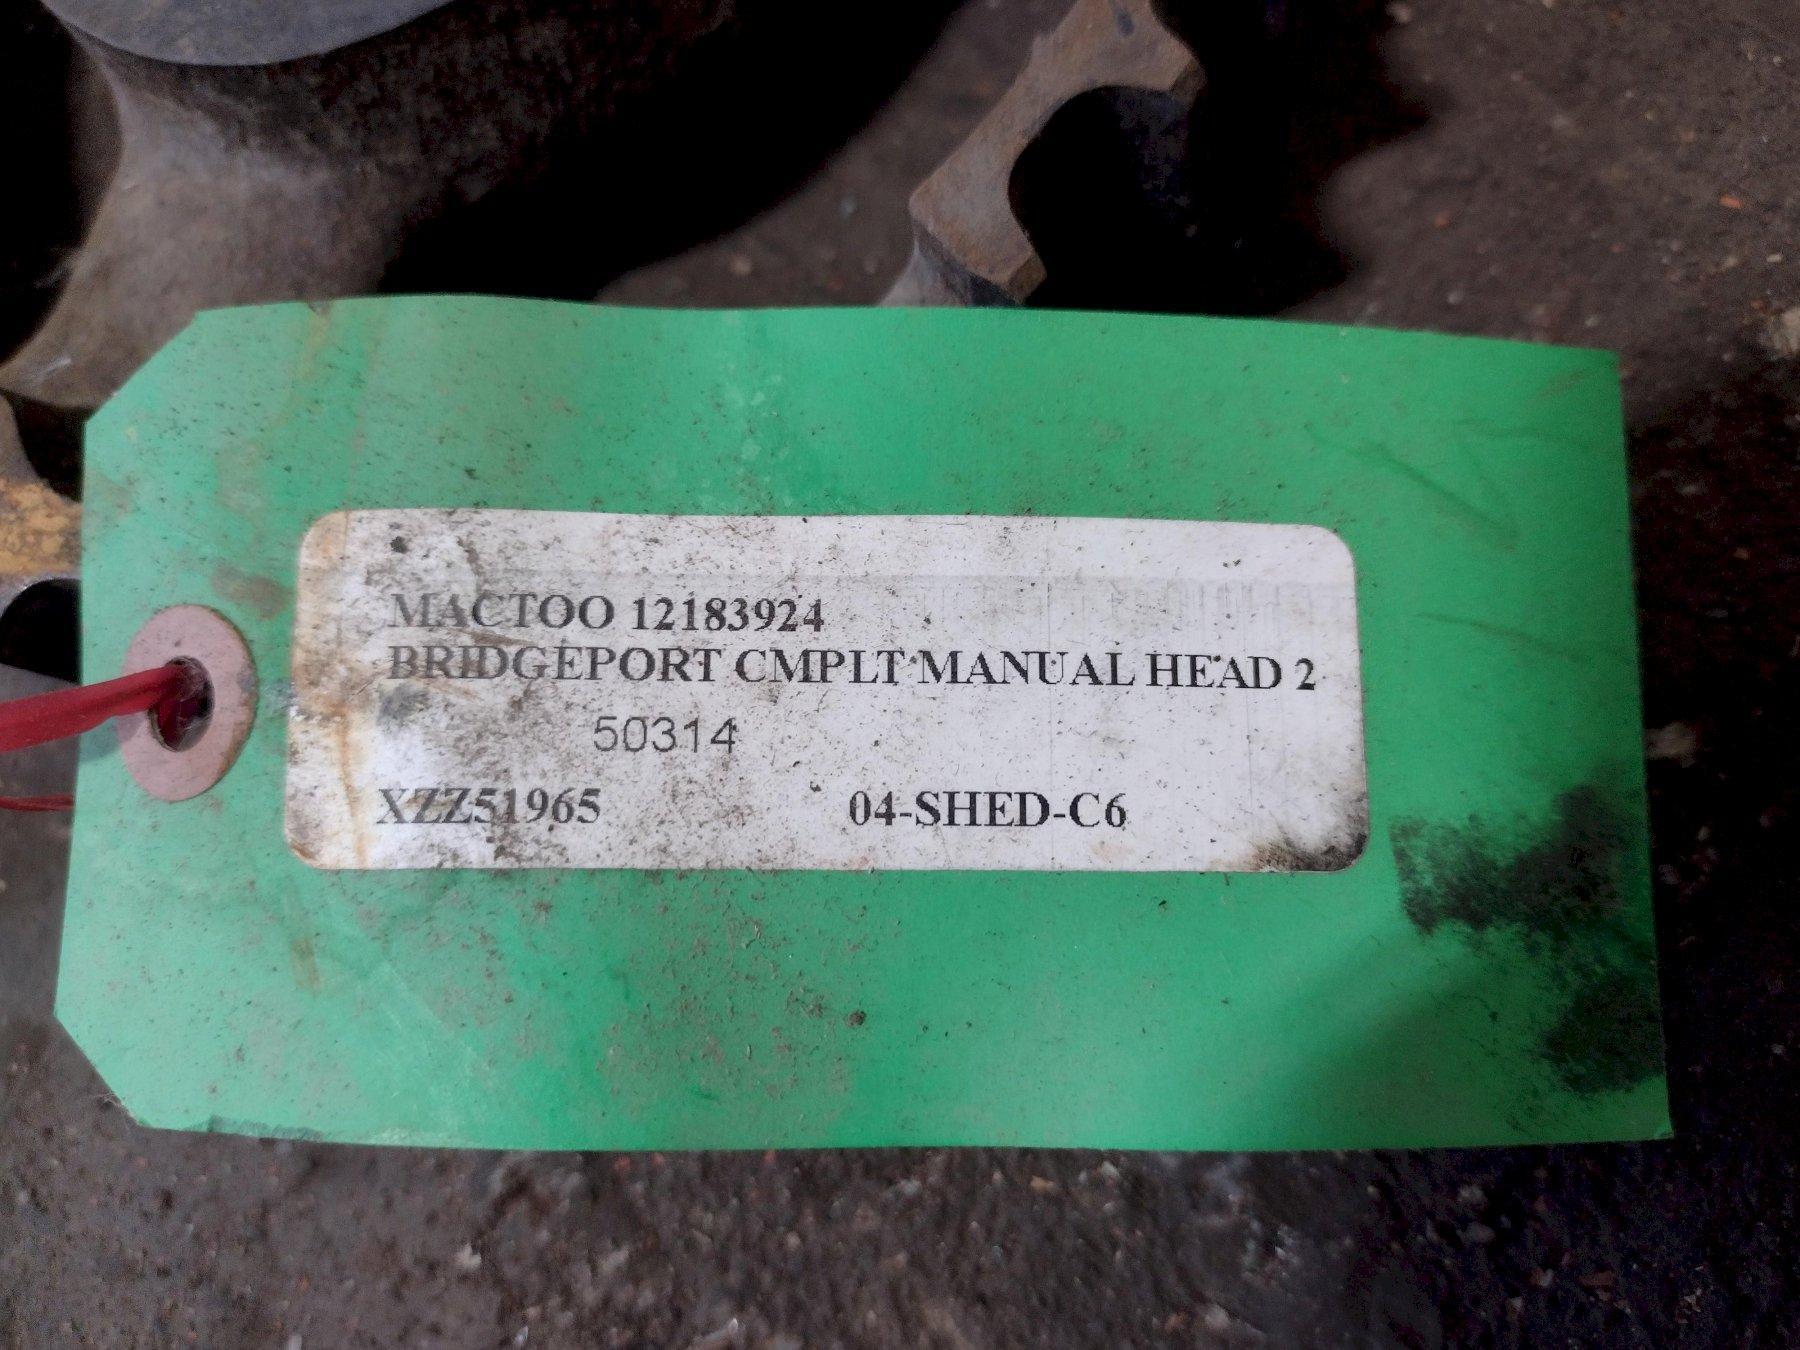 MACTOO 12183924
BRIDGEPORT CMPLT MANUAL HEAD 2
50314
XZZ51965 04-SHED-C6